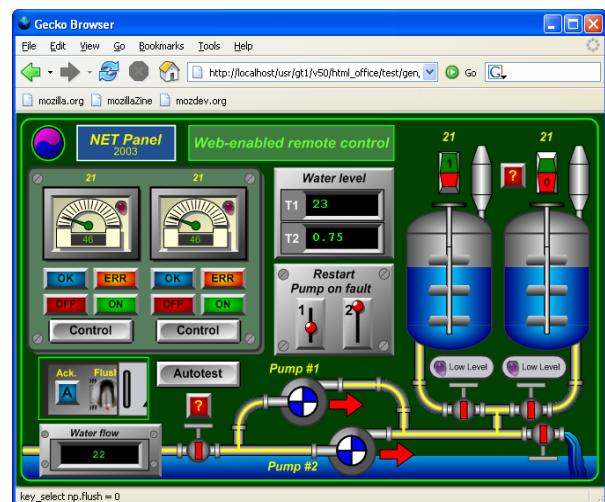 Gecko Browser
File Edit View Go Bookmarks Tools Help
http://localhost/usr/gt1/v50/html_office/test/gen, Go G
mozilla.org mozillaZine mozdev.org
NET Panel
2003
Web-enabled remote control
21 21
21 21
1 ? 0
Water level
T1 23
T2 0.75
46 46
OK ERR OK ERR
OFF ON OFF ON
Control Control
Restart
Pump on fault
1 2
Low Level Low Level
Ack. Flush
A OFF
Autotest
Pump #1
?
Water flow
22
Pump #2
key_select np.flush = 0